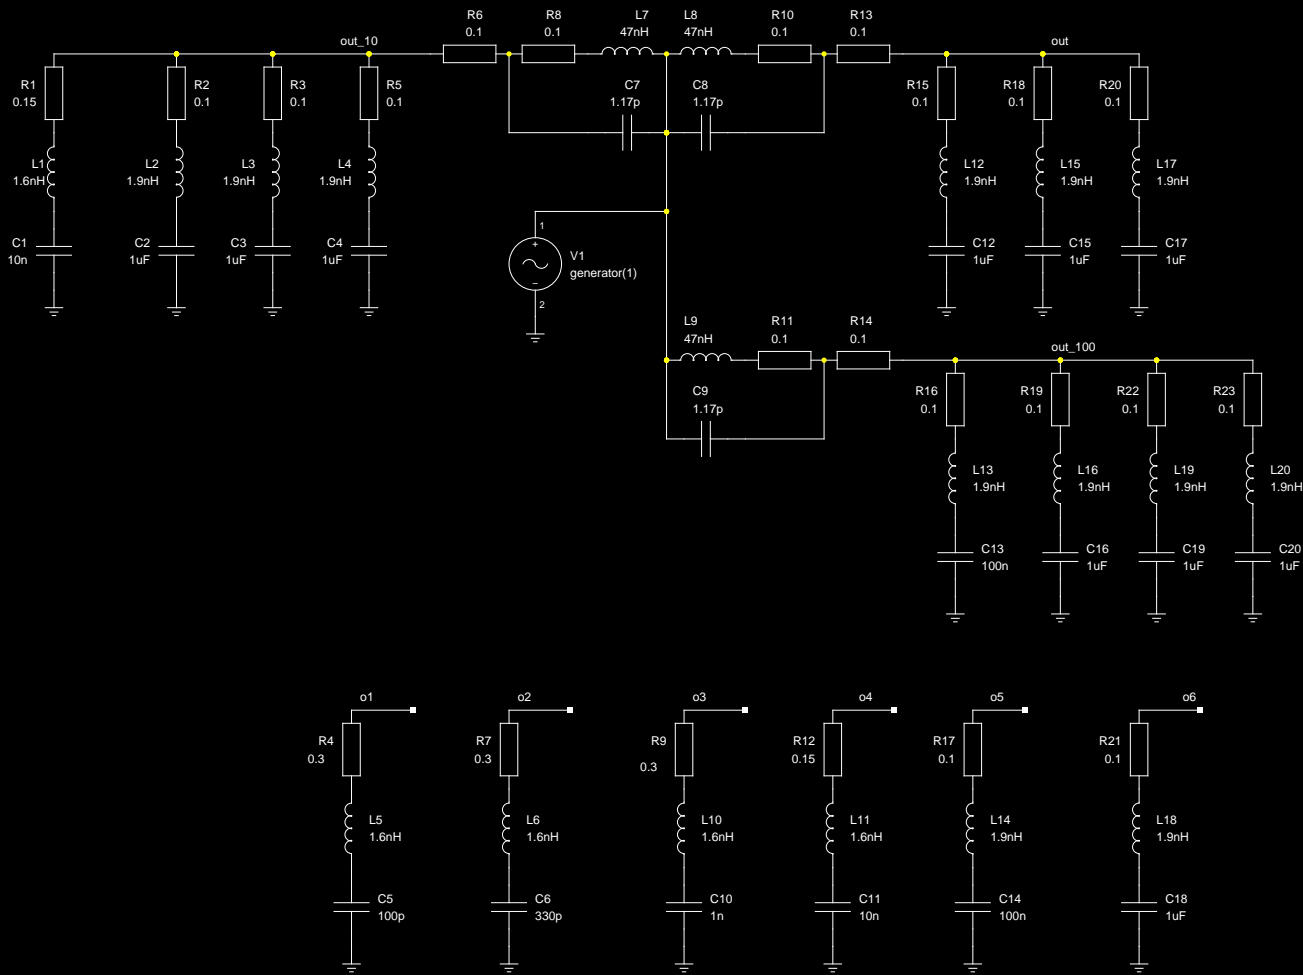 R6
0.1
R8
0.1
L7
47nH
L8
47nH
R10
0.1
R13
0.1
out_10
out
R1
0.15
R2
0.1
R3
0.1
R5
0.1
C7
1.17p
C8
1.17p
R15
0.1
R18
0.1
R20
0.1
L1
1.6nH
L2
1.9nH
L3
1.9nH
L4
1.9nH
L12
1.9nH
L15
1.9nH
L17
1.9nH
C1
10n
C2
1uF
C3
1uF
C4
1uF
1
+
V1
generator(1)
2
C12
1uF
C15
1uF
C17
1uF
L9
47nH
R11
0.1
R14
0.1
out_100
C9
1.17p
R16
0.1
R19
0.1
R22
0.1
R23
0.1
L13
1.9nH
L16
1.9nH
L19
1.9nH
L20
1.9nH
C13
100n
C16
1uF
C19
1uF
C20
1uF
o1
o2
o3
o4
o5
o6
R4
0.3
R7
0.3
R9
0.3
R12
0.15
R17
0.1
R21
0.1
L5
1.6nH
L6
1.6nH
L10
1.6nH
L11
1.6nH
L14
1.9nH
L18
1.9nH
C5
100p
C6
330p
C10
1n
C11
10n
C14
100n
C18
1uF